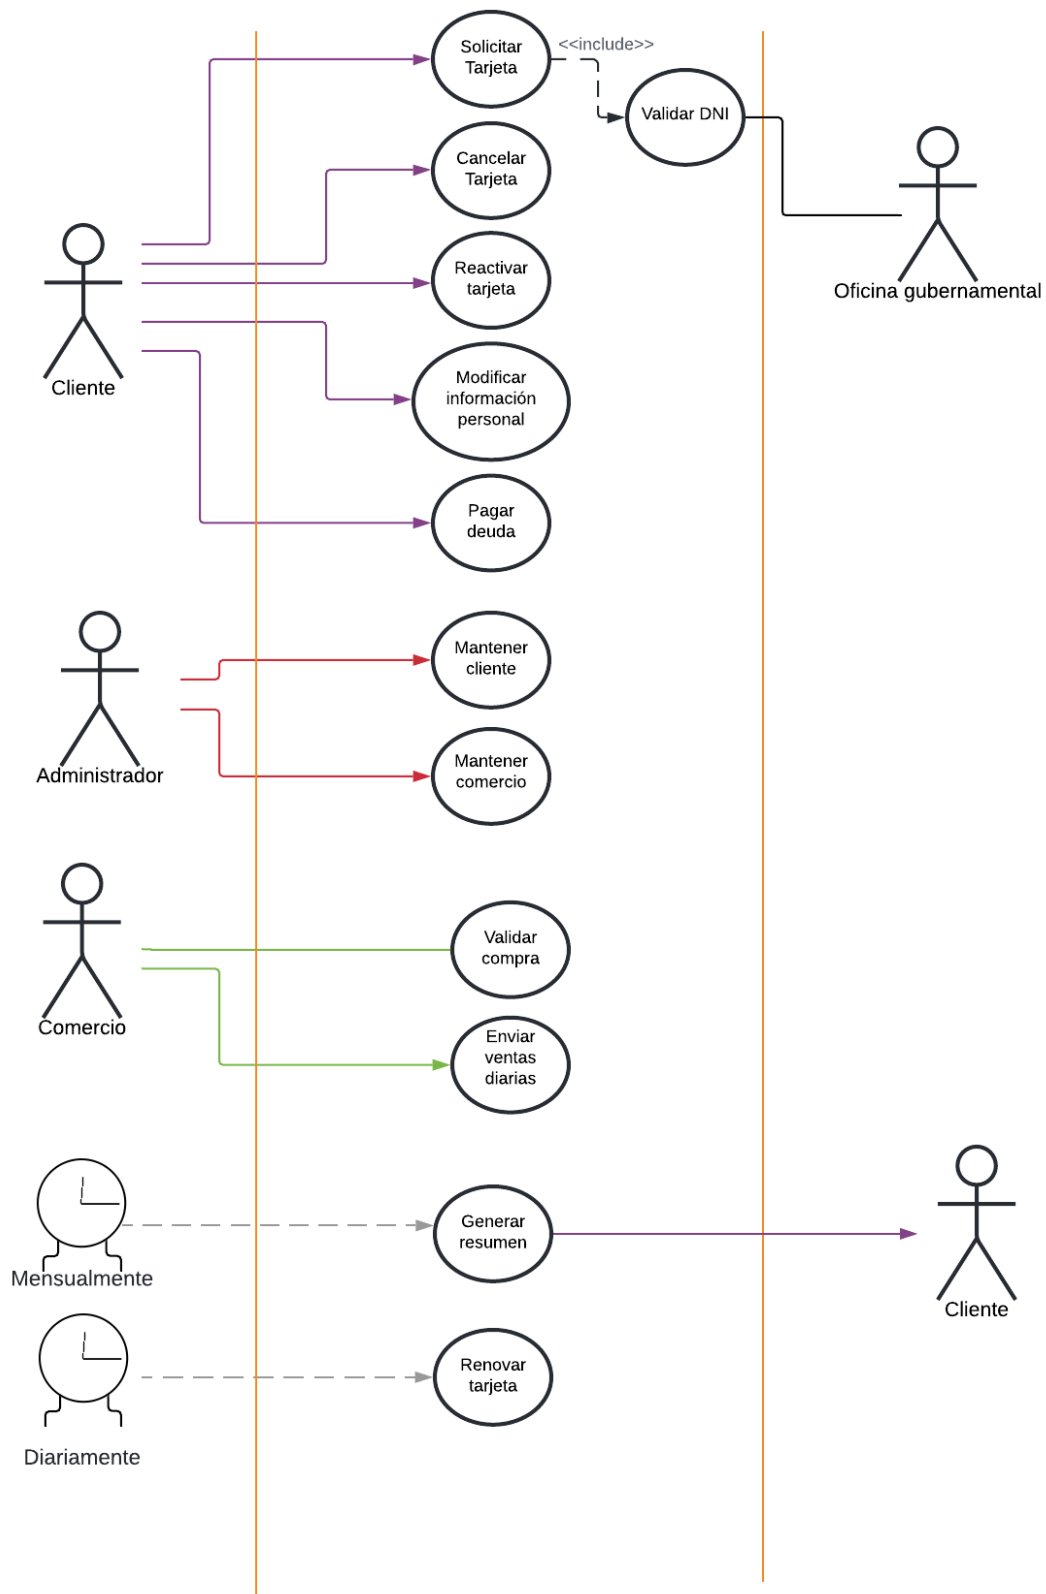 Solicitar
Tarjeta
<<include>>
Validar DNI
Cancelar
Tarjeta
Reactivar
tarjeta
Oficina gubernamental
Cliente
Modificar
información
personal
Pagar
deuda
Mantener
cliente
Administrador
Mantener
comercio
Validar
compra
Comercio
Enviar
ventas
diarias
Mensualmente
Generar
resumen
Cliente
Renovar
tarjeta
Diariamente